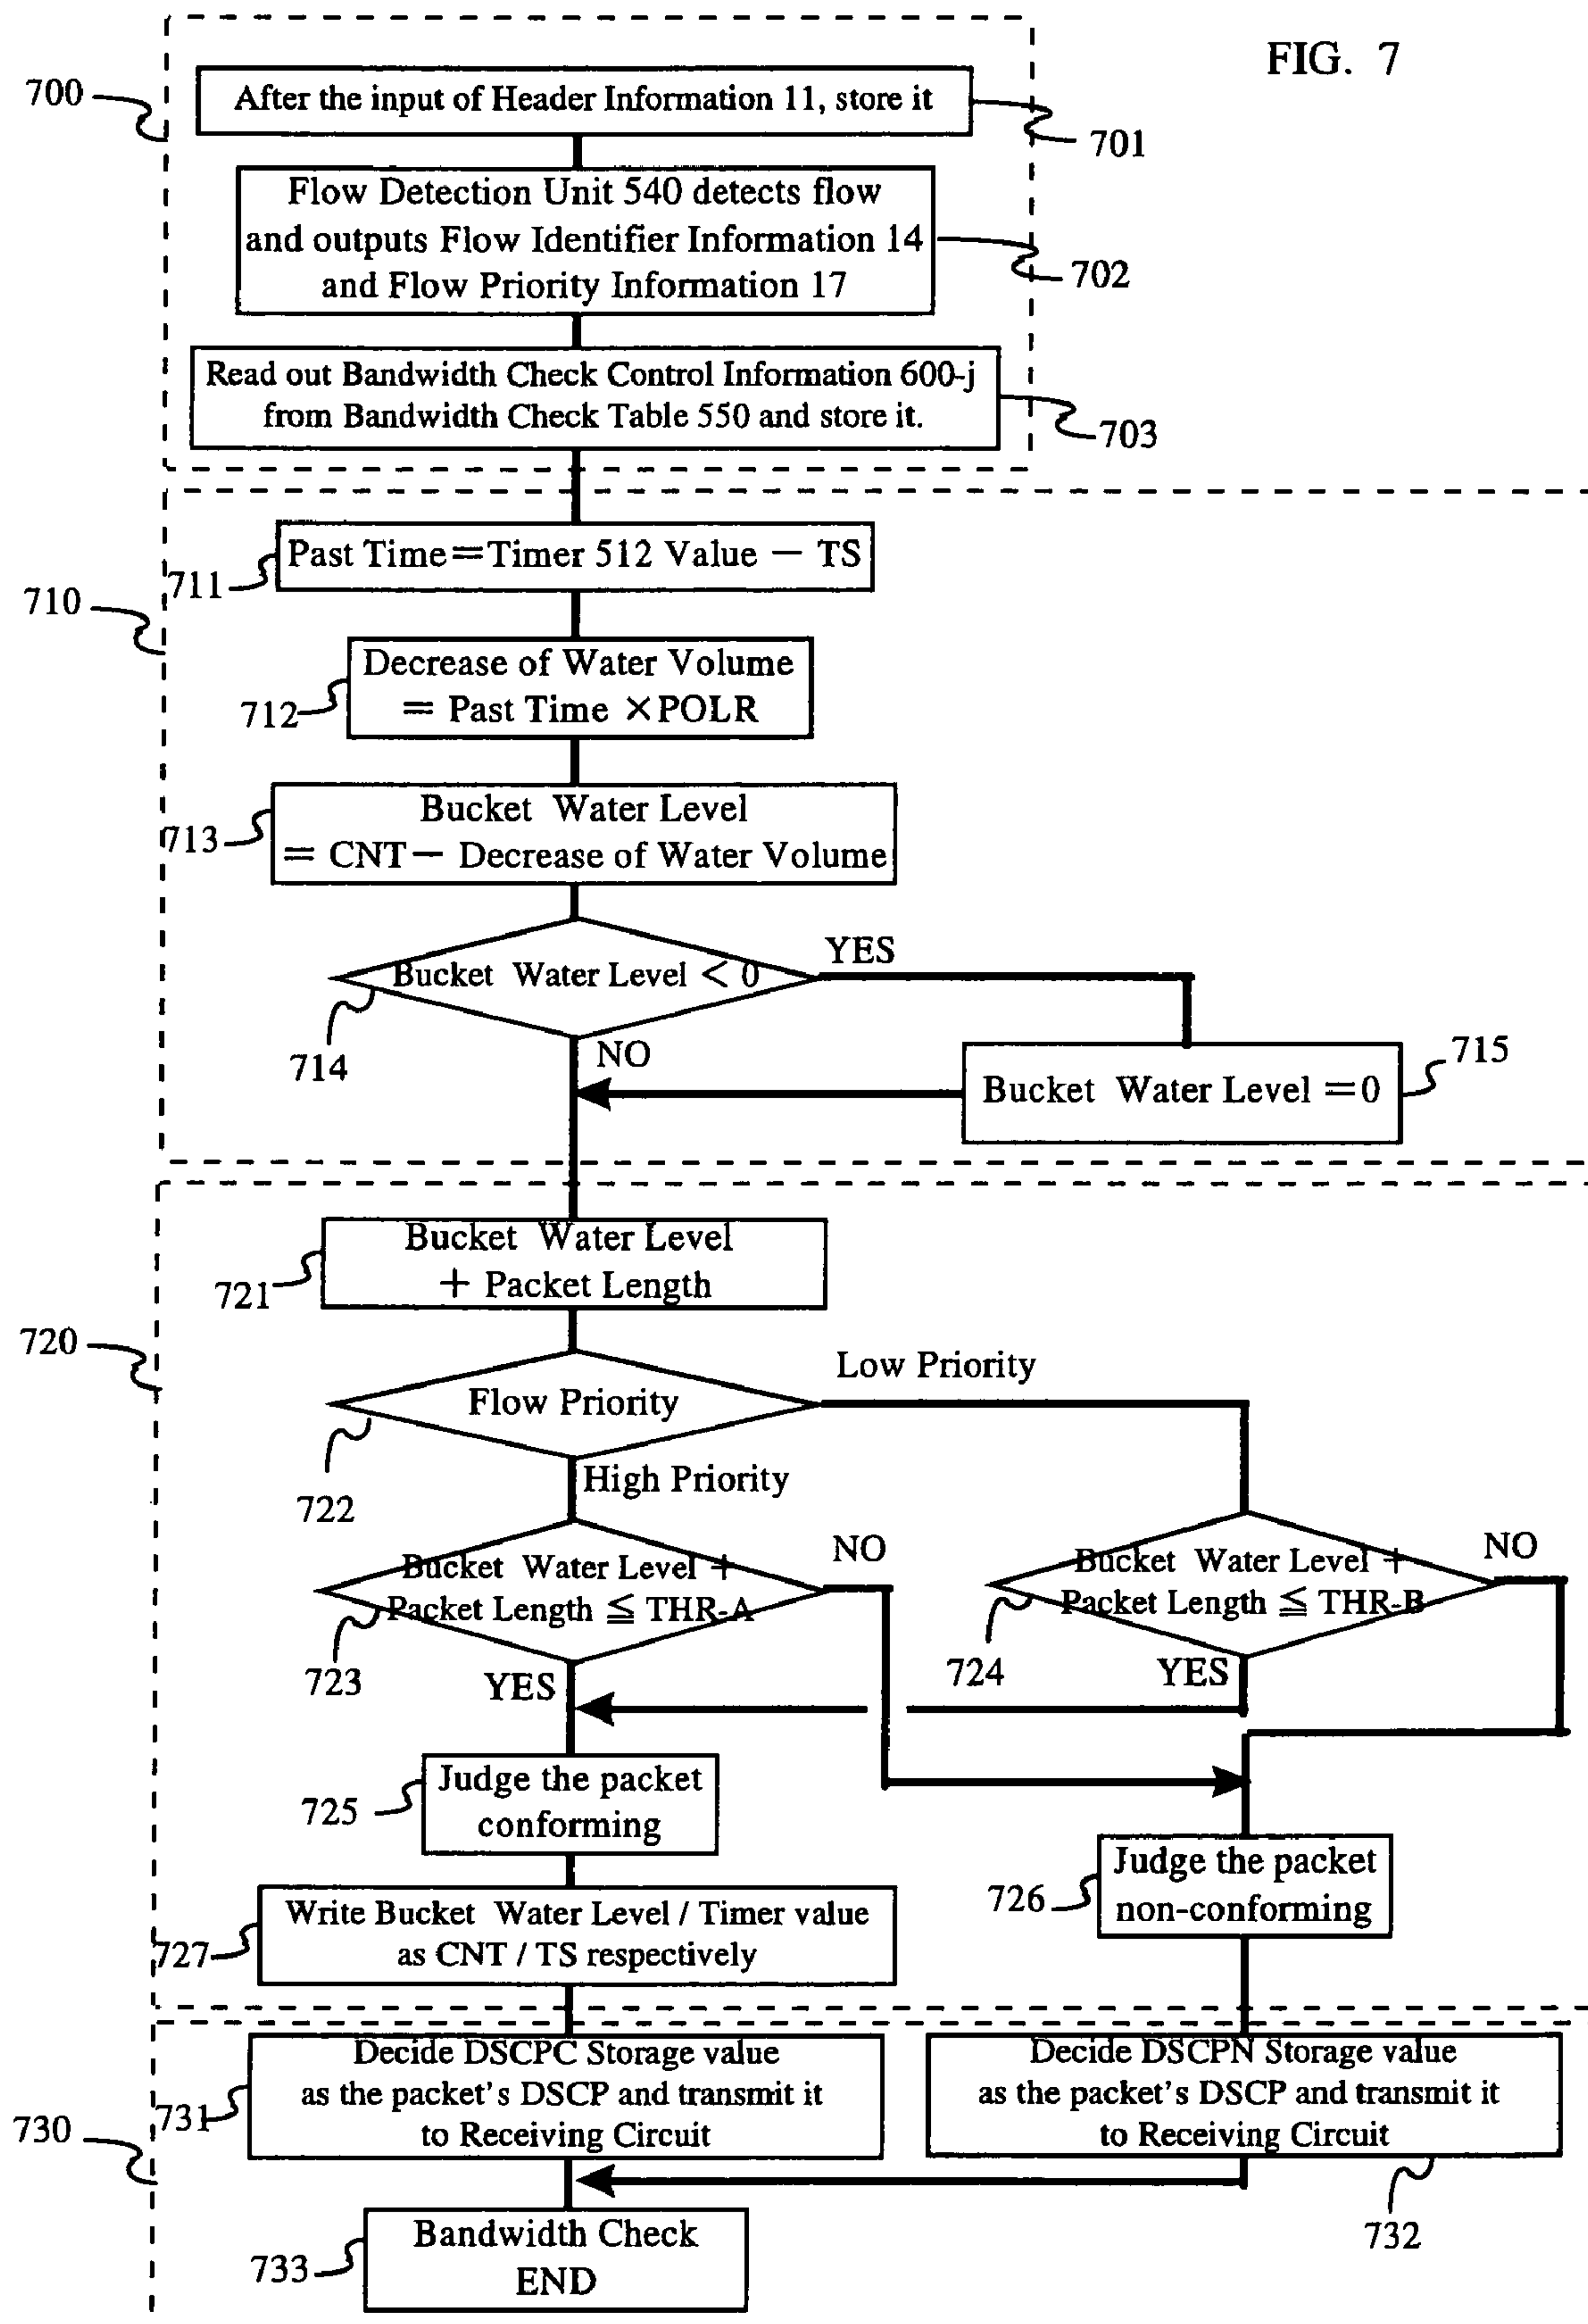 FIG. 7
700
After the input of Header Information 11, store it
701
Flow Detection Unit 540 detects flow
and outputs Flow Identifier Information 14
and Flow Priority Information 17
702
Read out Bandwidth Check Control Information 600-j
from Bandwidth Check Table 550 and store it.
703
710
Past Time=Timer 512 Value − TS
711
Decrease of Water Volume
= Past Time ×POLR
712
Bucket Water Level
= CNT− Decrease of Water Volume
713
Bucket Water Level < 0
YES
714
NO
Bucket Water Level =0
715
720
Bucket Water Level
+ Packet Length
721
Flow Priority
Low Priority
722
High Priority
Bucket Water Level +
Packet Length ≦ THR-A
NO
723
YES
Bucket Water Level +
Packet Length ≦ THR-B
NO
724
YES
Judge the packet
conforming
725
Judge the packet
non-conforming
726
Write Bucket Water Level / Timer value
as CNT / TS respectively
727
730
Decide DSCPC Storage value
as the packet's DSCP and transmit it
to Receiving Circuit
731
Decide DSCPN Storage value
as the packet's DSCP and transmit it
to Receiving Circuit
732
Bandwidth Check
END
733